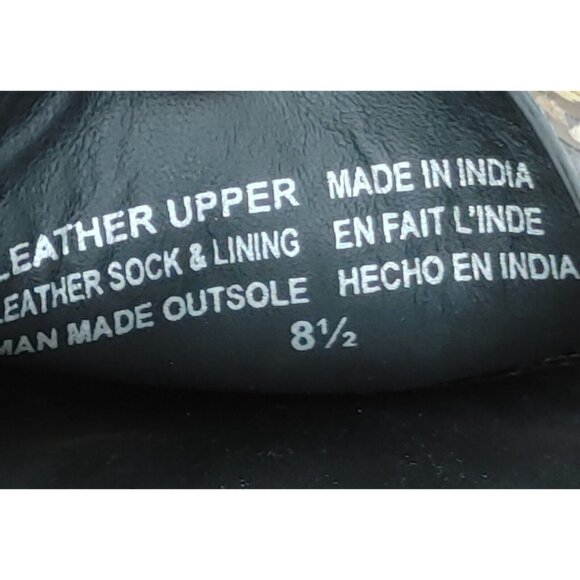 LEATHER UPPER
LEATHER SOCK & LINING
MAN MADE OUTSOLE
MADE IN INDIA
EN FAIT L'INDE
HECHO EN INDIA
8½